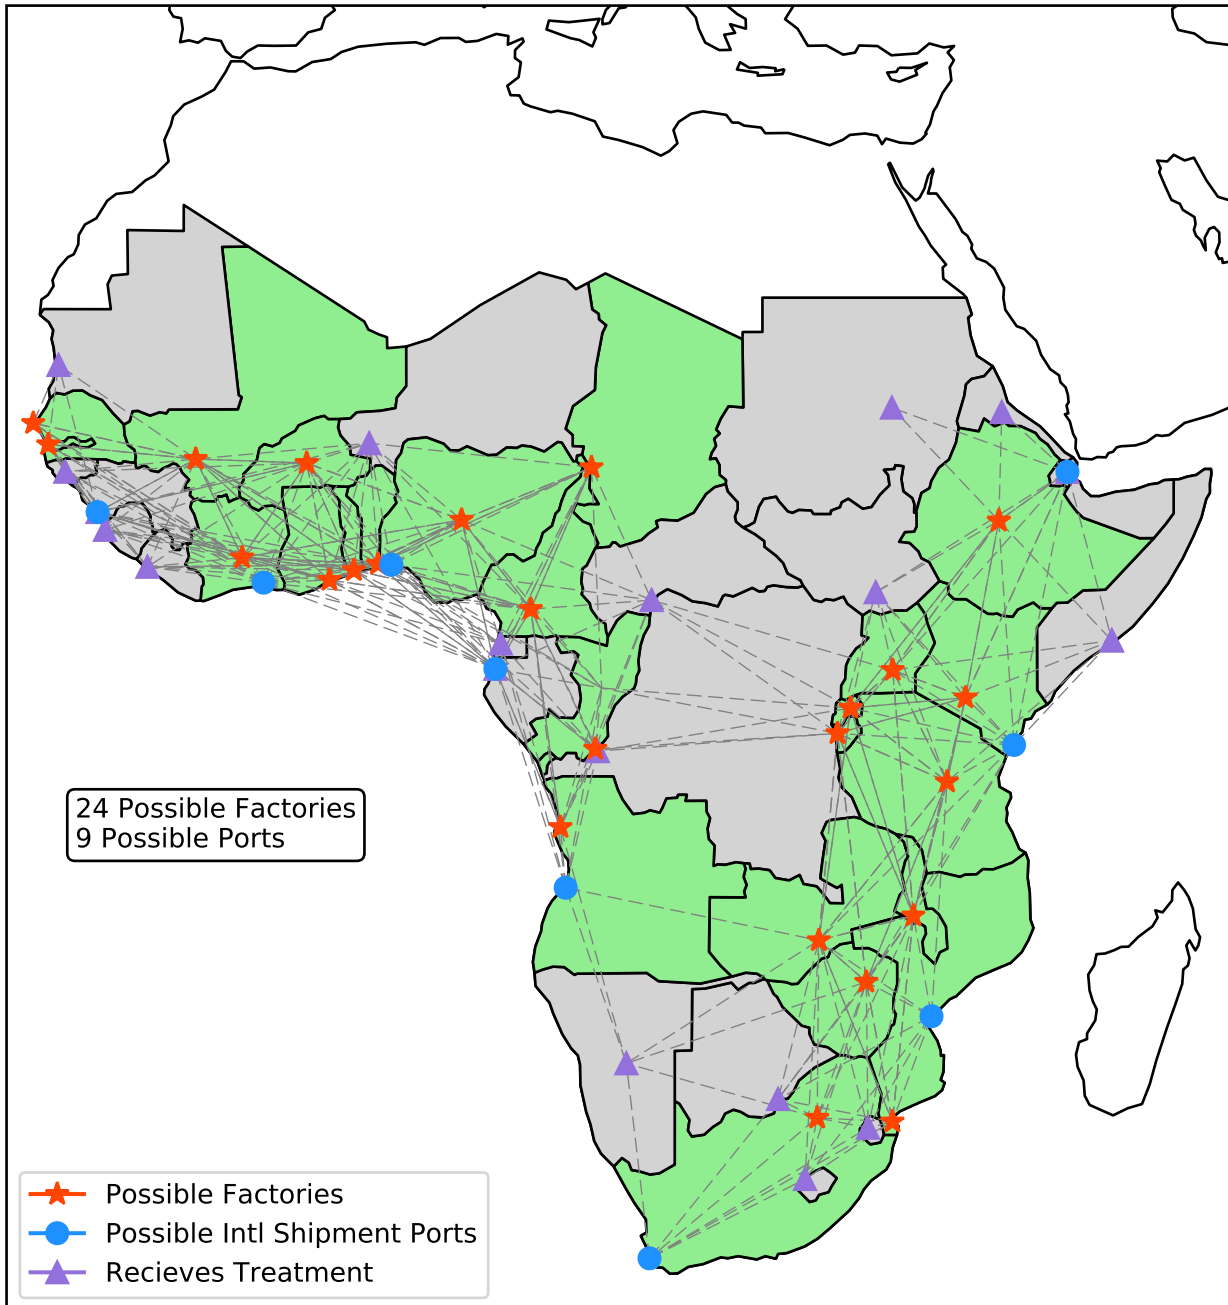 24 Possible Factories
9 Possible Ports
Possible Factories
Possible Intl Shipment Ports
Recieves Treatment